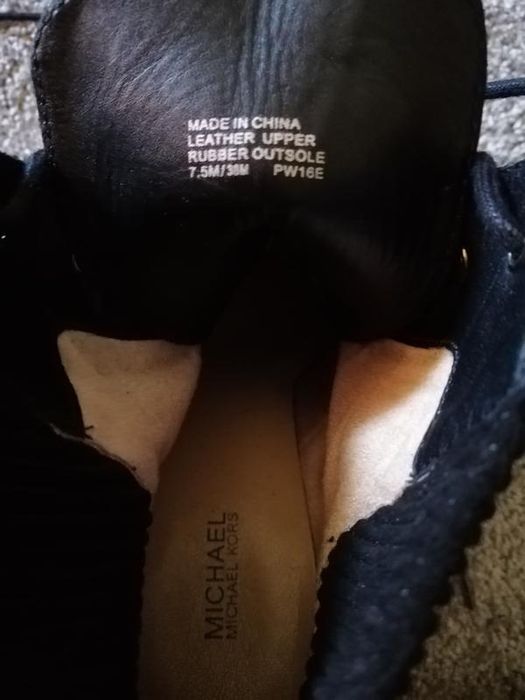 MADE IN CHINA
LEATHER UPPER
RUBBER OUTSOLE
7.5M/38M PW16E
MICHAEL
MICHAEL KORS